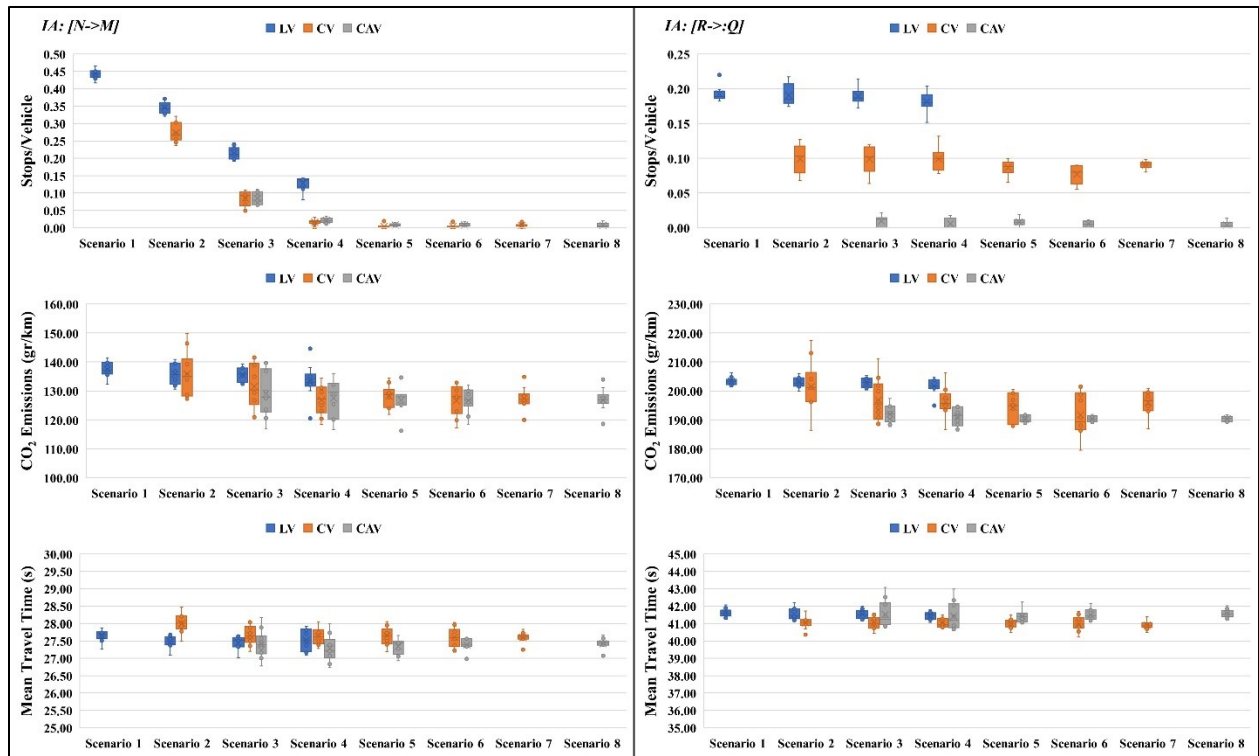 IA: [N->M]
LV CV CAV
Stops/Vehicle
0.50
0.45
0.40
0.35
0.30
0.25
0.20
0.15
0.10
0.05
0.00
Scenario 1 Scenario 2 Scenario 3 Scenario 4 Scenario 5 Scenario 6 Scenario 7 Scenario 8
LV CV CAV
CO2 Emissions (gr/km)
160.00
150.00
140.00
130.00
120.00
110.00
100.00
Scenario 1 Scenario 2 Scenario 3 Scenario 4 Scenario 5 Scenario 6 Scenario 7 Scenario 8
LV CV CAV
Mean Travel Time (s)
30,00
29.50
29.00
28.50
28.00
27.50
27.00
26.50
26.00
25.50
25,00
Scenario 1 Scenario 2 Scenario 3 Scenario 4 Scenario 5 Scenario 6 Scenario 7 Scenario 8
IA: [R->:Q]
LV CV CAV
Stops/Vehicle
0.25
0.20
0.15
0.10
0.05
0.00
Scenario 1 Scenario 2 Scenario 3 Scenario 4 Scenario 5 Scenario 6 Scenario 7 Scenario 8
LV CV CAV
CO2 Emissions (gr/km)
230.00
220.00
210.00
200.00
190.00
180.00
170.00
Scenario 1 Scenario 2 Scenario 3 Scenario 4 Scenario 5 Scenario 6 Scenario 7 Scenario 8
LV CV CAV
Mean Travel Time (s)
45.00
44.00
43.00
42.00
41.00
40.00
39.00
38.00
37.00
36.00
35.00
Scenario 1 Scenario 2 Scenario 3 Scenario 4 Scenario 5 Scenario 6 Scenario 7 Scenario 8